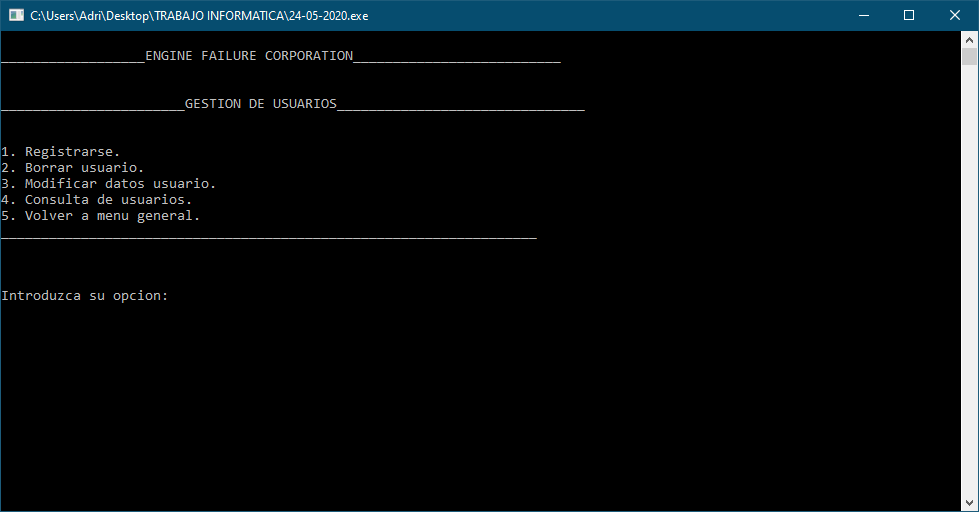 C:\Users\Adri\Desktop\TRABAJO INFORMATICA\24-05-2020.exe
__________________ENGINE FAILURE CORPORATION__________________________
_______________________GESTION DE USUARIOS_______________________________
1. Registrarse.
2. Borrar usuario.
3. Modificar datos usuario.
4. Consulta de usuarios.
5. Volver a menu general.
___________________________________________________________________
Introduzca su opcion: